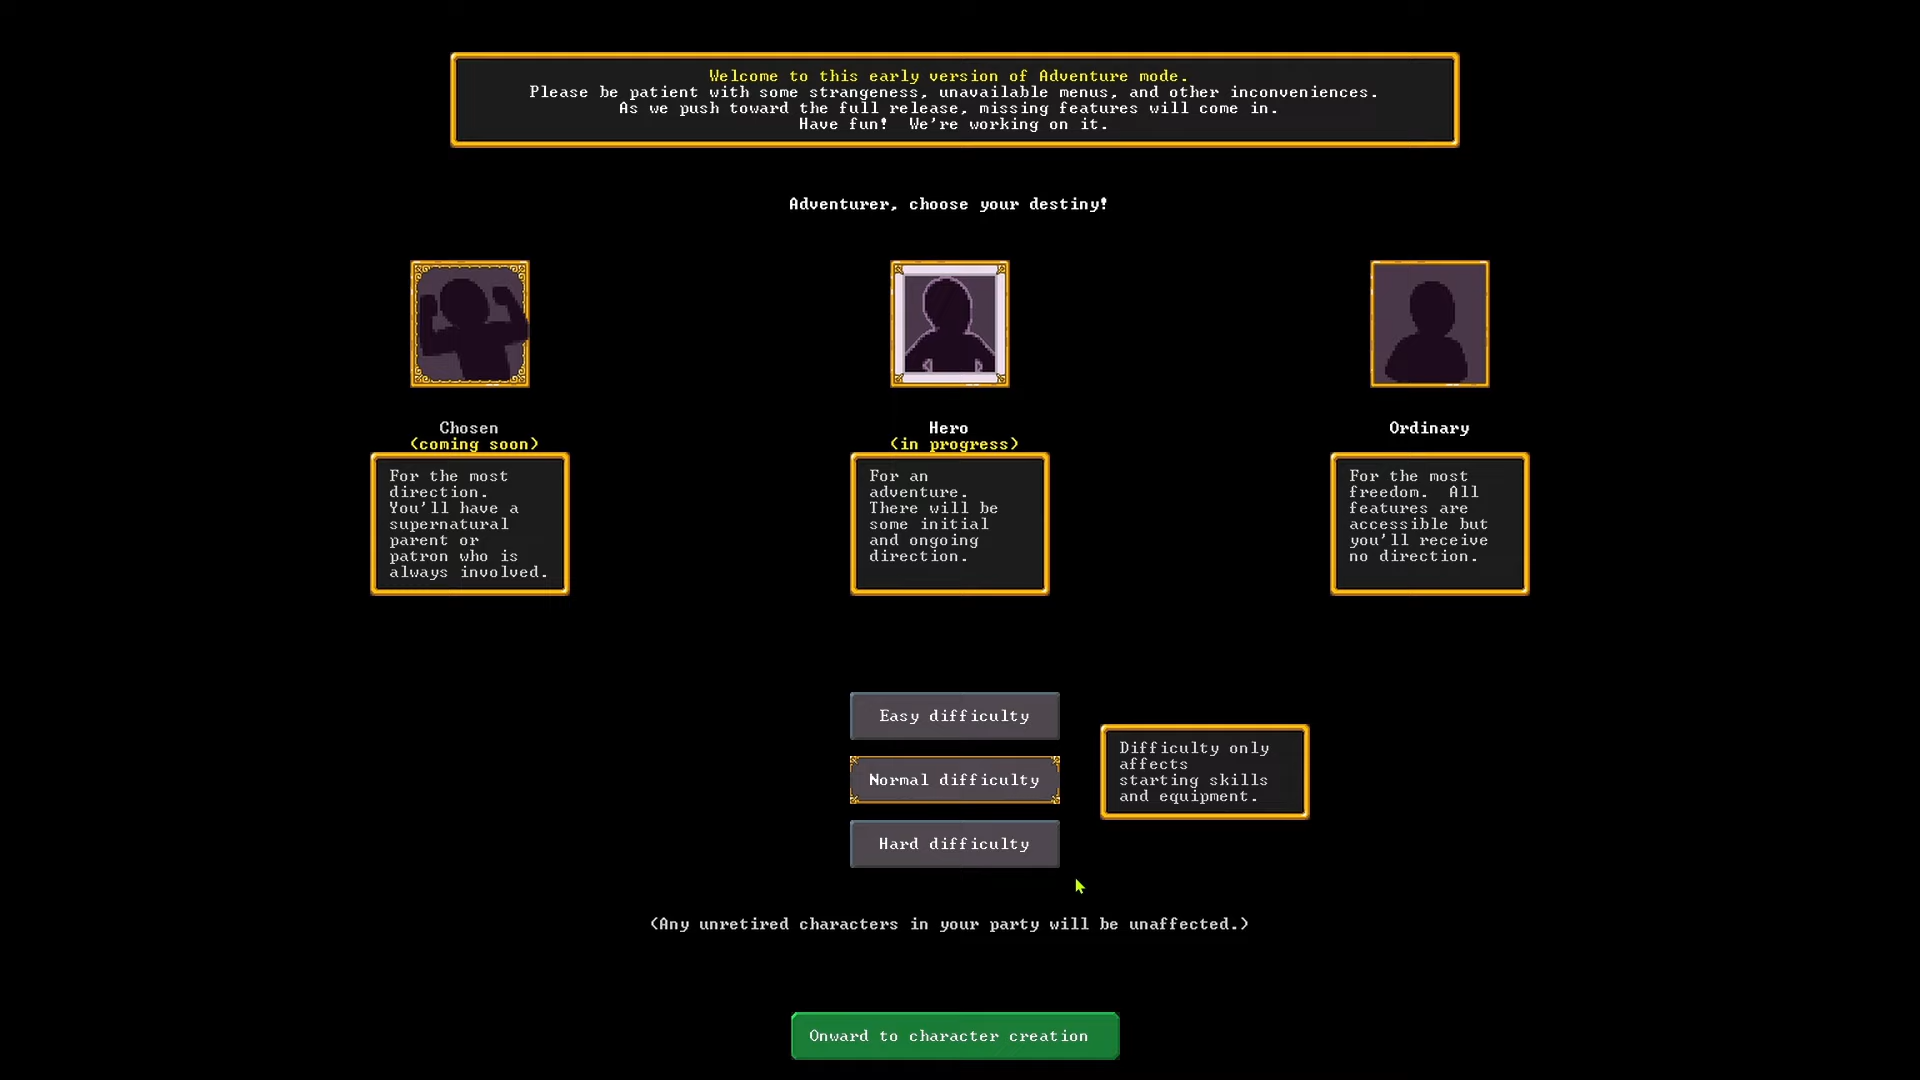 Welcome to this early version of Adventure mode.
Please be patient with some strangeness, unavailable menus, and other inconveniences.
As we push toward the full release, missing features will come in.
Have fun!  We're working on it.
Adventurer, choose your destiny!
Chosen
(coming soon)
For the most
direction.
You'll have a
supernatural
parent or
patron who is
always involved.
Hero
(in progress)
For an
adventure.
There will be
some initial
and ongoing
direction.
Ordinary
For the most
freedom.  All
features are
accessible but
you'll receive
no direction.
Easy difficulty
Normal difficulty
Hard difficulty
Difficulty only
affects
starting skills
and equipment.
(Any unretired characters in your party will be unaffected.)
Onward to character creation